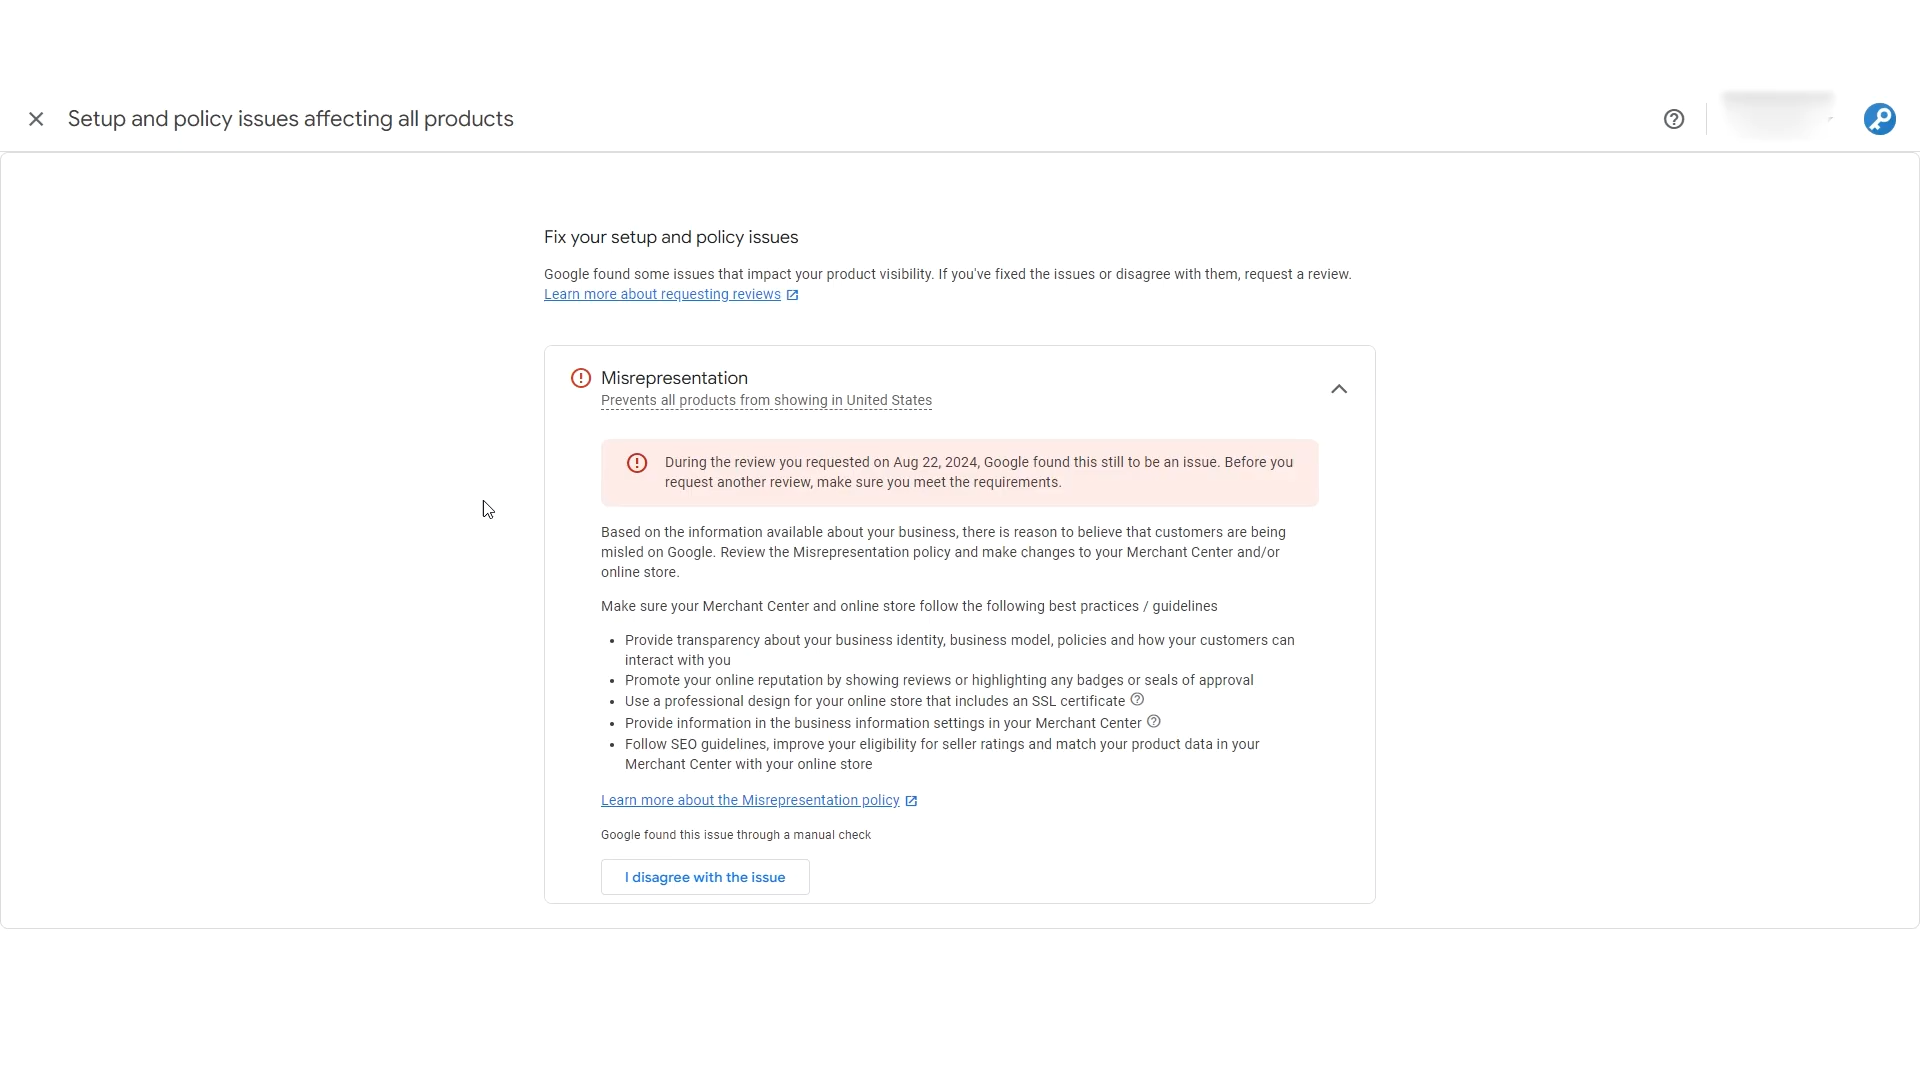 Setup and policy issues affecting all products
Fix your setup and policy issues
Google found some issues that impact your product visibility. If you've fixed the issues or disagree with them, request a review.
Learn more about requesting reviews
Misrepresentation
Prevents all products from showing in United States
During the review you requested on Aug 22, 2024, Google found this still to be an issue. Before you
request another review, make sure you meet the requirements.
Based on the information available about your business, there is reason to believe that customers are being
misled on Google. Review the Misrepresentation policy and make changes to your Merchant Center and/or
online store.
Make sure your Merchant Center and online store follow the following best practices / guidelines
• Provide transparency about your business identity, business model, policies and how your customers can
interact with you
• Promote your online reputation by showing reviews or highlighting any badges or seals of approval
• Use a professional design for your online store that includes an SSL certificate
• Provide information in the business information settings in your Merchant Center
• Follow SEO guidelines, improve your eligibility for seller ratings and match your product data in your
Merchant Center with your online store
Learn more about the Misrepresentation policy
Google found this issue through a manual check
I disagree with the issue